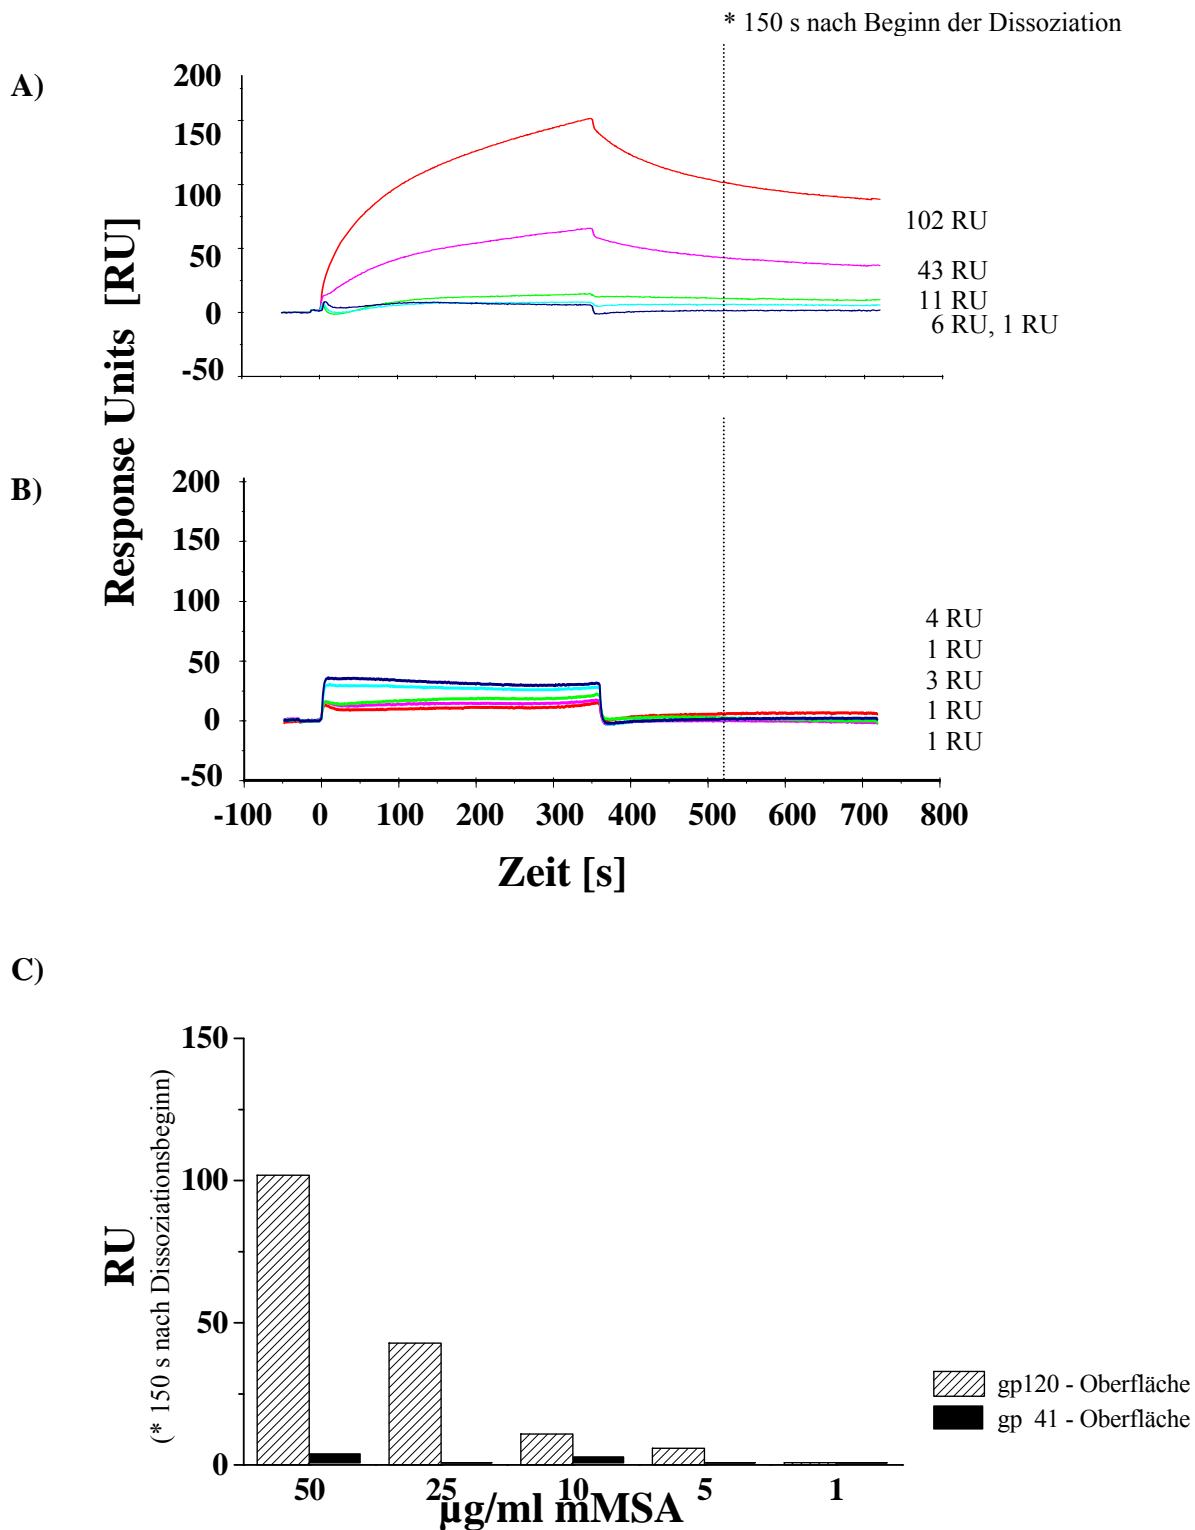 * 150 s nach Beginn der Dissoziation
A)
200
150
100
50
0
-50
102 RU
43 RU
11 RU
6 RU, 1 RU
Response Units [RU]
B)
200
150
100
50
0
-50
4 RU
1 RU
3 RU
1 RU
1 RU
-100 0 100 200 300 400 500 600 700 800
Zeit [s]
C)
150
100
50
0
RU
(* 150 s nach Dissoziationsbeginn)
gp120 - Oberfläche
gp 41 - Oberfläche
50 25 10 5 1
µg/ml mMSA